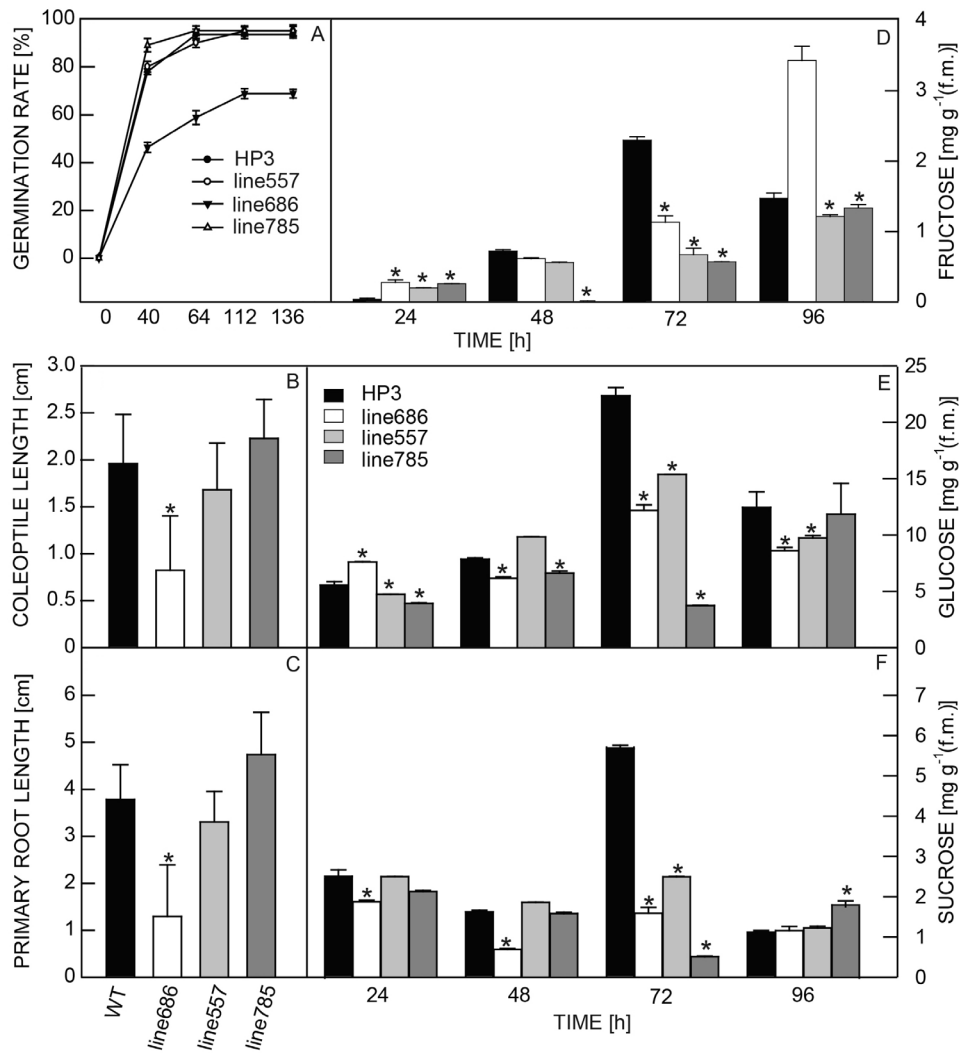 GERMINATION RATE [%]
100
80
60
40
20
0
A
HP3
line557
line686
line785
0 40 64 112 136
D
4
3
2
1
0
FRUCTOSE [mg g-1(f.m.)]
* * *
*
* * *
* *
24 48 72 96
TIME [h]
COLEOPTILE LENGTH [cm]
3.0
2.5
2.0
1.5
1.0
0.5
0
B
*
E
HP3
line686
line557
line785
* * *
* *
* * *
* *
25
20
15
10
5
0
GLUCOSE [mg g-1(f.m.)]
PRIMARY ROOT LENGTH [cm]
6
5
4
3
2
1
0
C
*
WT
line686
line557
line785
F
*
*
* * *
*
7
6
5
4
3
2
1
0
SUCROSE [mg g-1(f.m.)]
24 48 72 96
TIME [h]